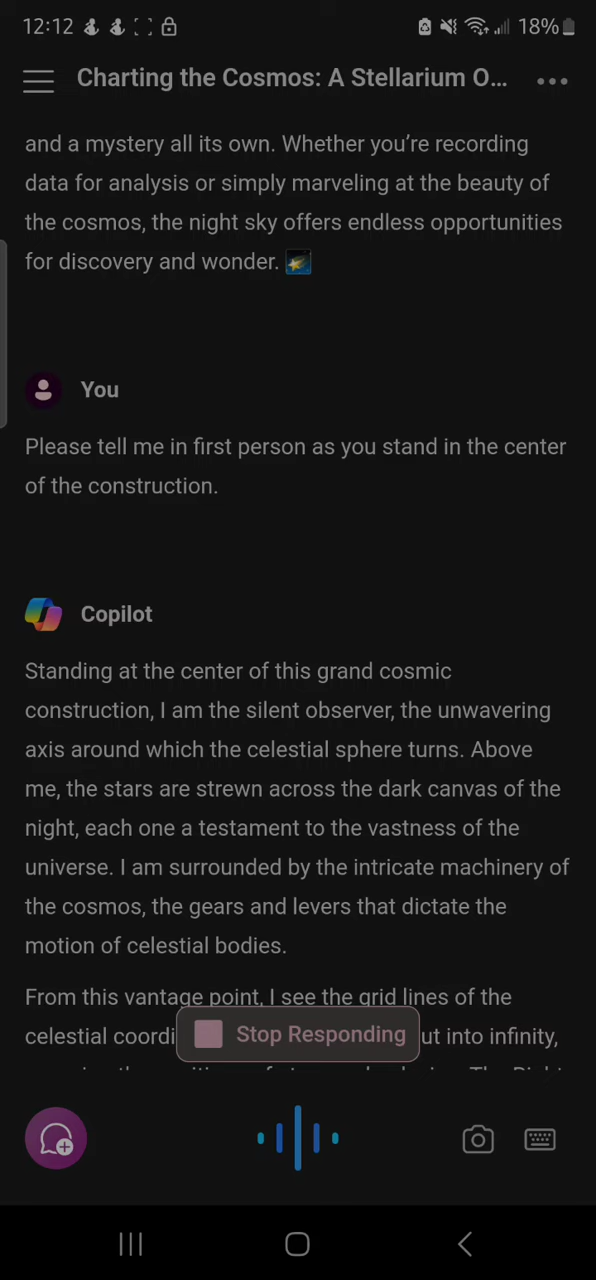 12:12
18%
Charting the Cosmos: A Stellarium O...
and a mystery all its own. Whether you’re recording
data for analysis or simply marveling at the beauty of
the cosmos, the night sky offers endless opportunities
for discovery and wonder.
You
Please tell me in first person as you stand in the center
of the construction.
Copilot
Standing at the center of this grand cosmic
construction, I am the silent observer, the unwavering
axis around which the celestial sphere turns. Above
me, the stars are strewn across the dark canvas of the
night, each one a testament to the vastness of the
universe. I am surrounded by the intricate machinery of
the cosmos, the gears and levers that dictate the
motion of celestial bodies.
From this vantage point, I see the grid lines of the
celestial coordi ut into infinity,
Stop Responding